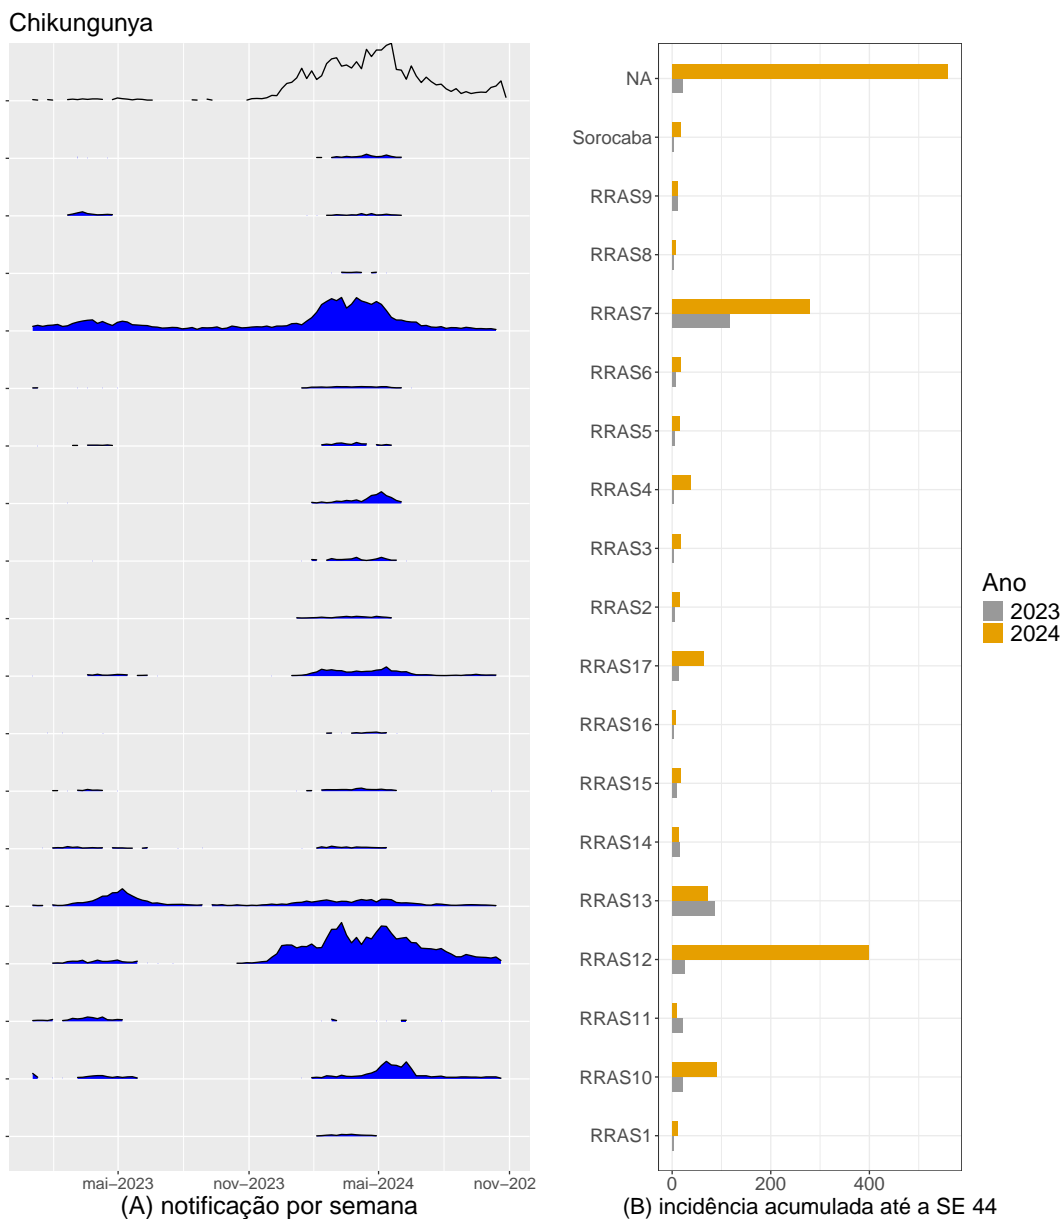 Chikungunya
NA
Sorocaba
RRAS9
RRAS8
RRAS7
RRAS6
RRAS5
RRAS4
RRAS3
RRAS2
RRAS17
RRAS16
RRAS15
RRAS14
RRAS13
RRAS12
RRAS11
RRAS10
RRAS1
mai–2023
nov–2023
mai–2024
nov–202
(A) notificação por semana
0
200
400
(B) incidência acumulada até a SE 44
Ano
2023
2024